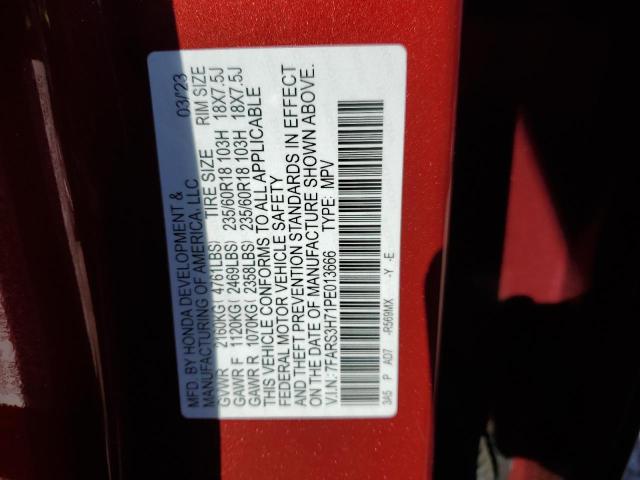 MFD. BY HONDA DEVELOPMENT & 03/'23
MANUFACTURING OF AMERICA, LLC. TIRE SIZE RIM SIZE
GVWR 2160KG( 4761LBS)
GAWR F 1120KG( 2469LBS) 235/60R18 103H 18X7.5J
GAWR R 1070KG( 2358LBS) 235/60R18 103H 18X7.5J
THIS VEHICLE CONFORMS TO ALL APPLICABLE
FEDERAL MOTOR VEHICLE SAFETY
AND THEFT PREVENTION STANDARDS IN EFFECT
ON THE DATE OF MANUFACTURE SHOWN ABOVE.
V.I.N.: 7FARS3H71PE013666 TYPE: MPV
3A5 P AD7 -R569MX -Y -E